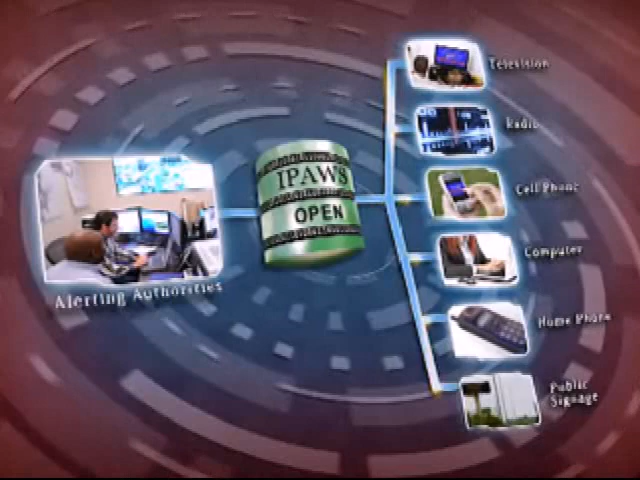 Television
Radio
IPAWS
OPEN
Cell Phone
Computer
Alerting Authorities
Home Phone
Public
Signage